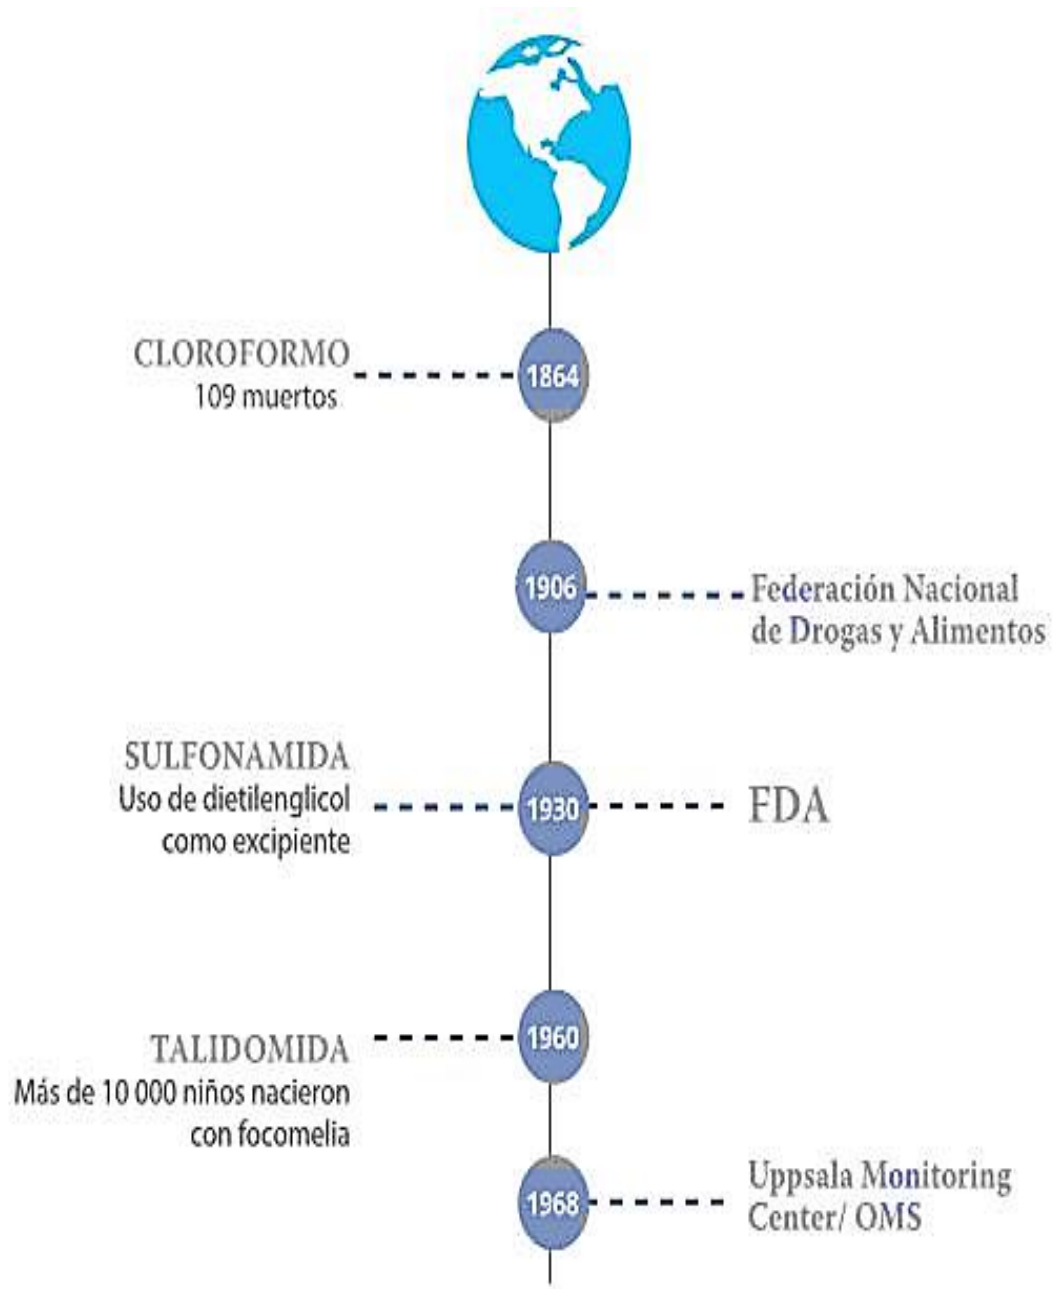 CLOROFORMO
109 muertos
1864
1906
Federación Nacional
de Drogas y Alimentos
SULFONAMIDA
Uso de dietilenglicol
como excipiente
1930
FDA
TALIDOMIDA
Más de 10 000 niños nacieron
con focomelia
1960
1968
Uppsala Monitoring
Center/ OMS